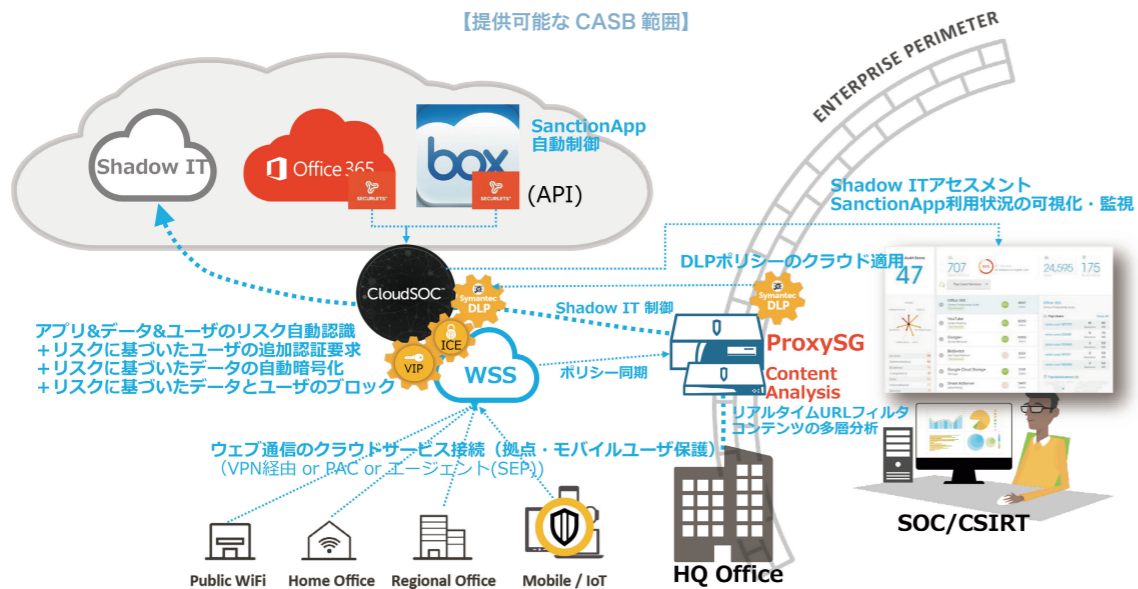 【提供可能な CASB 範囲】
ENTERPRISE PERIMETER
Shadow IT
Office 365
SECURLETS™
box
SECURLETS™
SanctionApp
自動制御
(API)
Shadow ITアセスメント
SanctionApp利用状況の可視化・監視
CloudSOC™
Symantec
DLP
DLPポリシーのクラウド適用
Symantec
DLP
Shadow IT 制御
アプリ&データ&ユーザのリスク自動認識
＋リスクに基づいたユーザの追加認証要求
＋リスクに基づいたデータの自動暗号化
＋リスクに基づいたデータとユーザのブロック
ICE
VIP
WSS
ポリシー同期
ProxySG
Content
Analysis
リアルタイムURLフィルタ
コンテンツの多層分析
47
707
24,595
175
Office 365
YouTube
Google+
Google Cloud Storage
ウェブ通信のクラウドサービス接続（拠点・モバイルユーザ保護）
（VPN経由 or PAC or エージェント(SEP)）
Public WiFi
Home Office
Regional Office
Mobile / IoT
HQ Office
SOC/CSIRT